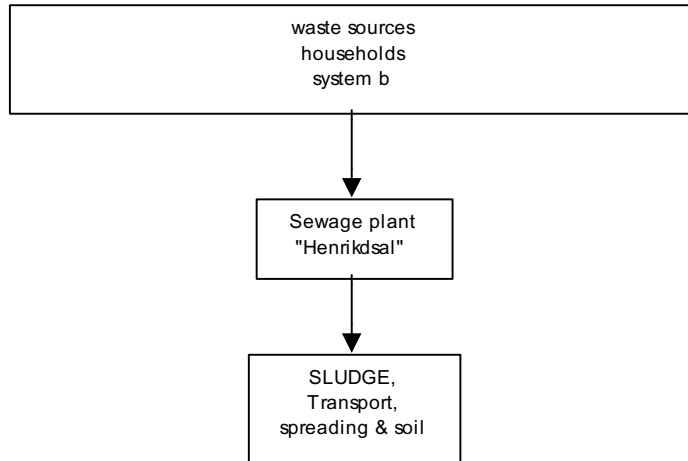 waste sources
households
system b
Sewage plant
"Henrikdsal"
SLUDGE,
Transport,
spreading & soil